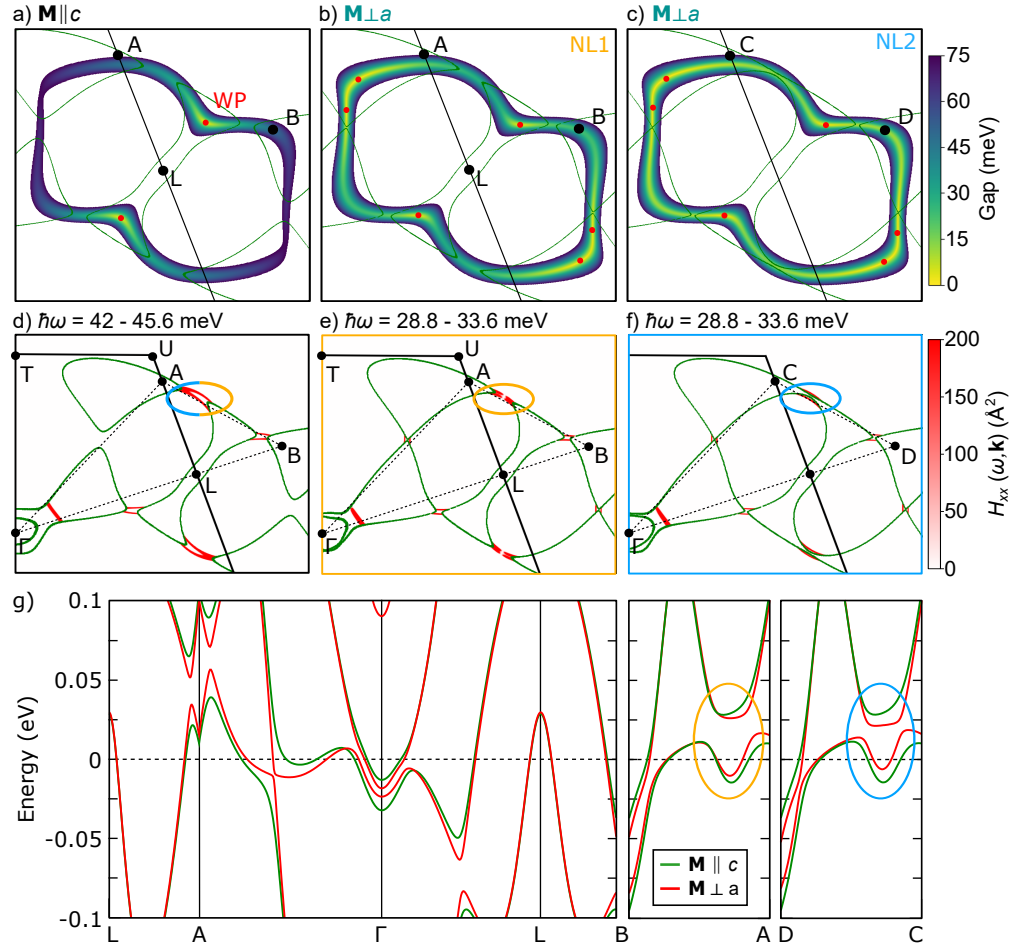 a) M∥c
b) M⊥a
c) M⊥a
A
WP
B
L
A
NL1
B
L
C
NL2
D
75
60
45
30
15
0
Gap (meV)
d) ℏω = 42 - 45.6 meV
e) ℏω = 28.8 - 33.6 meV
f) ℏω = 28.8 - 33.6 meV
T
U
A
B
L
Γ
T
U
A
B
L
Γ
C
D
Γ
200
150
100
50
0
Hxx (ω,k) (Å²)
g)
0.1
0.05
0
-0.05
-0.1
Energy (eV)
M ∥ c
M ⊥ a
L
A
Γ
L
B
A
D
C